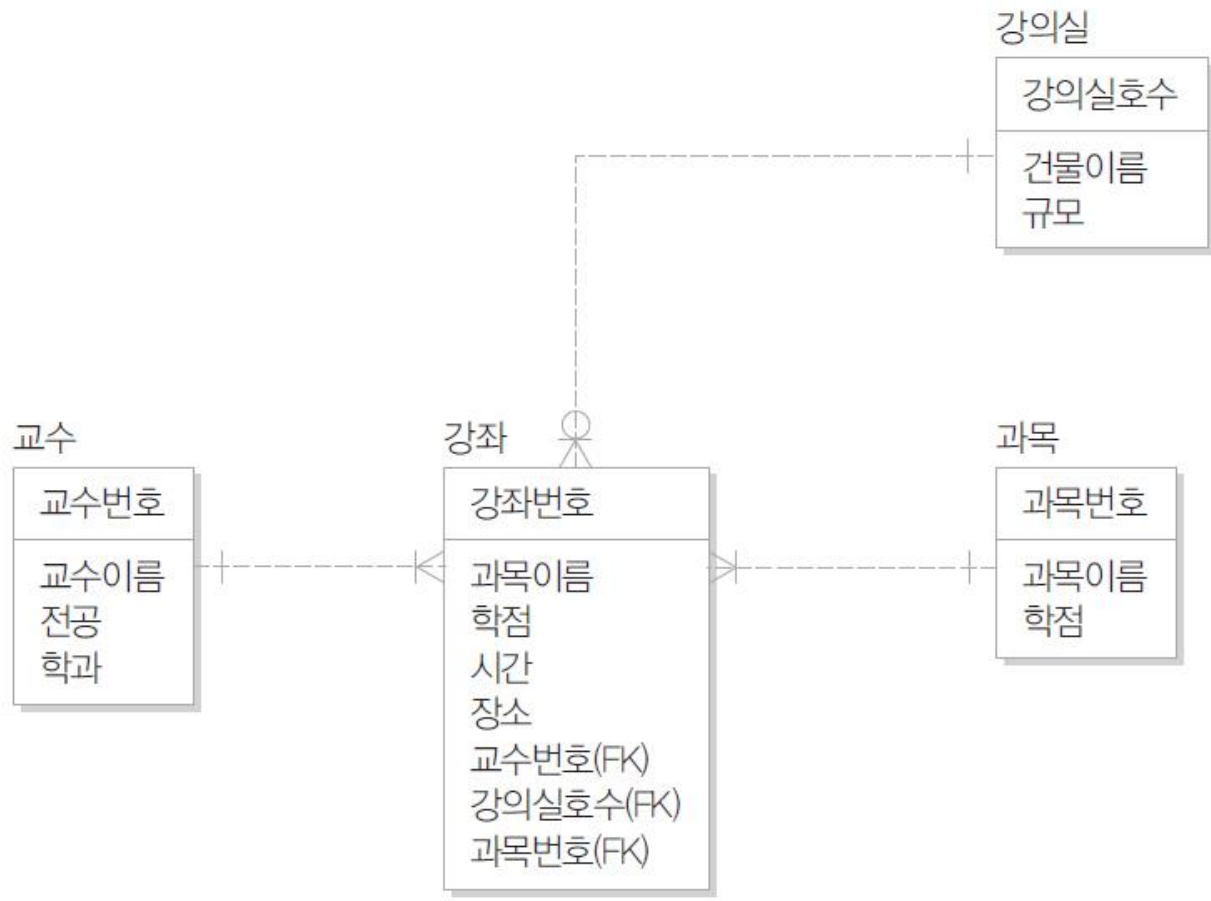 강의실
강의실호수
건물이름
규모
교수
교수번호
교수이름
전공
학과
강좌
강좌번호
과목이름
학점
시간
장소
교수번호(FK)
강의실호수(FK)
과목번호(FK)
과목
과목번호
과목이름
학점